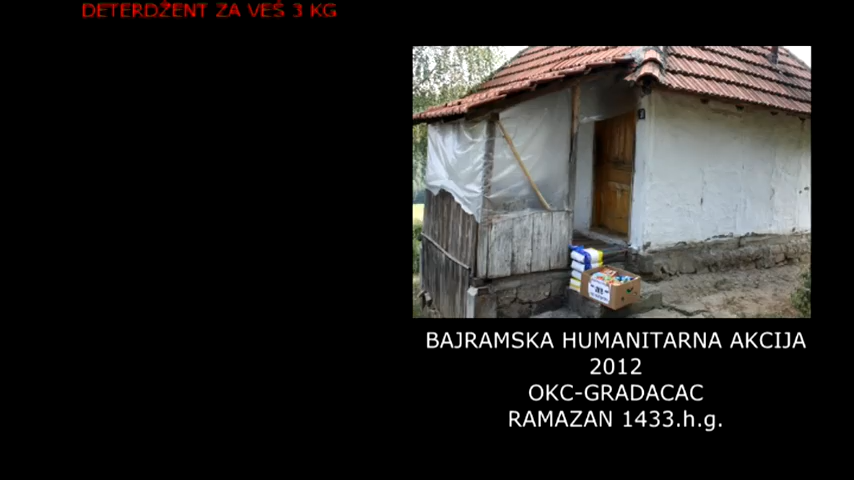 DETERDŽENT ZA VEŠ 3 KG
BAJRAMSKA HUMANITARNA AKCIJA
2012
OKC-GRADACAC
RAMAZAN 1433.h.g.